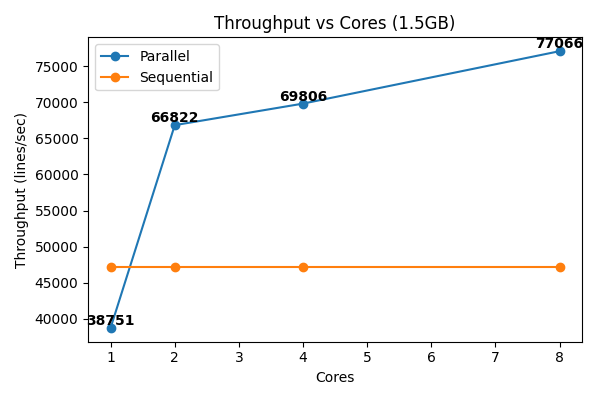 Throughput vs Cores (1.5GB)
Parallel
Sequential
Throughput (lines/sec)
75000
70000
65000
60000
55000
50000
45000
40000
38751
66822
69806
77066
1 2 3 4 5 6 7 8
Cores